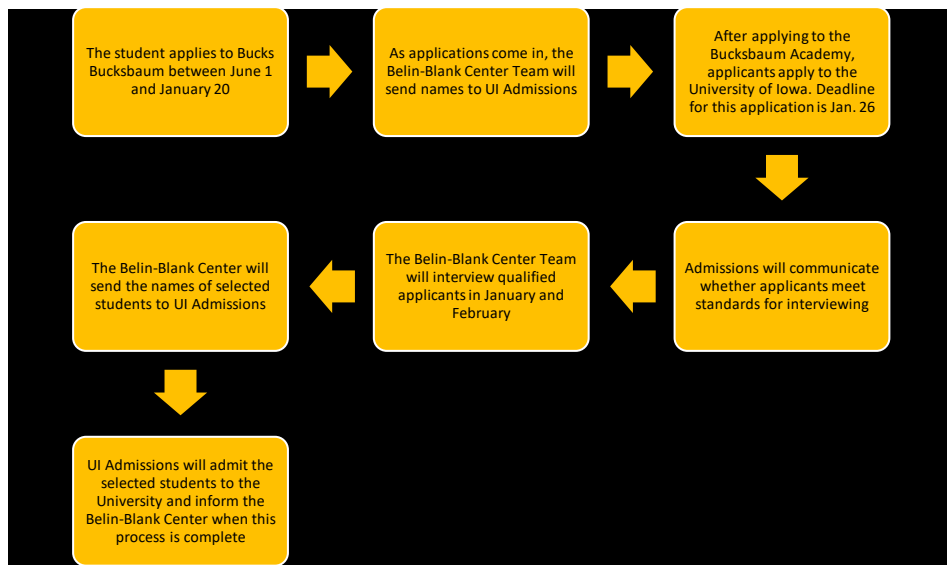 The student applies to Bucks
Bucksbaum between June 1
and January 20
As applications come in, the
Belin-Blank Center Team will
send names to UI Admissions
After applying to the
Bucksbaum Academy,
applicants apply to the
University of Iowa. Deadline
for this application is Jan. 26
Admissions will communicate
whether applicants meet
standards for interviewing
The Belin-Blank Center Team
will interview qualified
applicants in January and
February
The Belin-Blank Center will
send the names of selected
students to UI Admissions
UI Admissions will admit the
selected students to the
University and inform the
Belin-Blank Center when this
process is complete